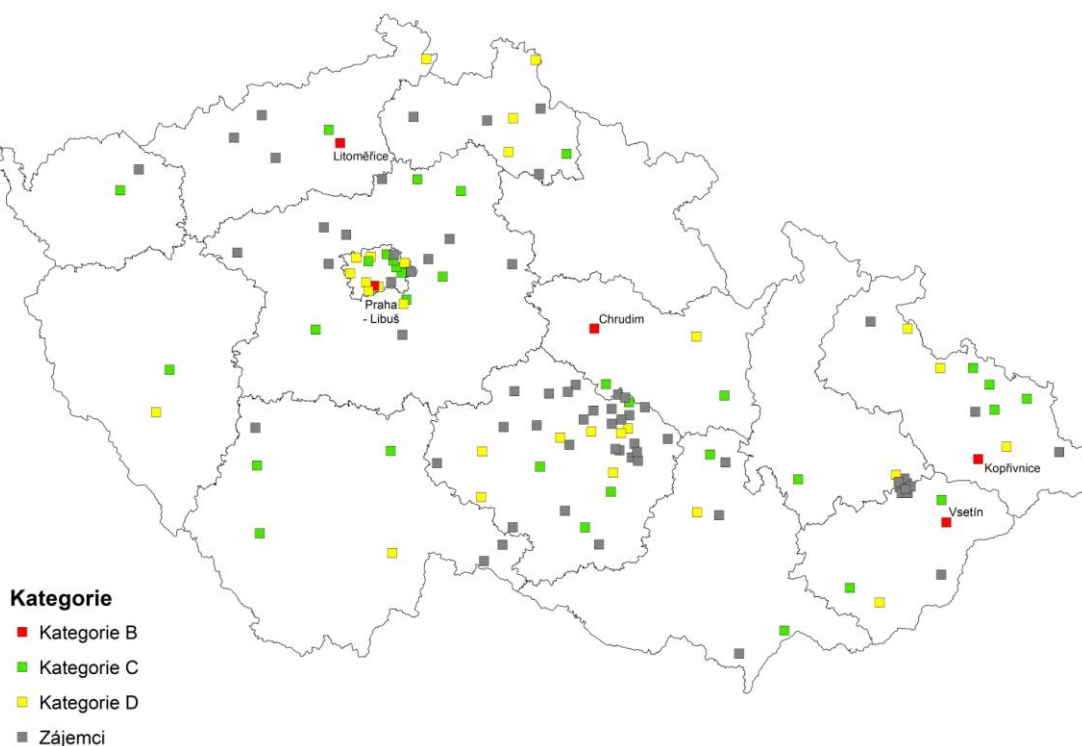 Litoměřice
Praha
- Libuš
Chrudim
Kopřivnice
Vsetín
Kategorie
Kategorie B
Kategorie C
Kategorie D
Zájemci